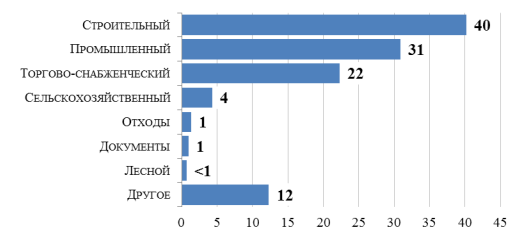 Строительный 40
Промышленный 31
Торгово-снабженческий 22
Сельскохозяйственный 4
Отходы 1
Документы 1
Лесной <1
Другое 12
0 5 10 15 20 25 30 35 40 45